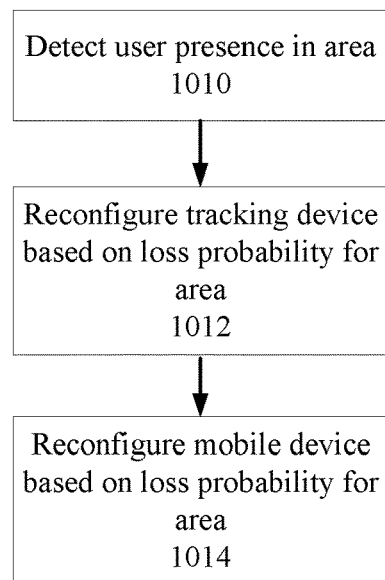 Detect user presence in area
1010
Reconfigure tracking device
based on loss probability for
area
1012
Reconfigure mobile device
based on loss probability for
area
1014